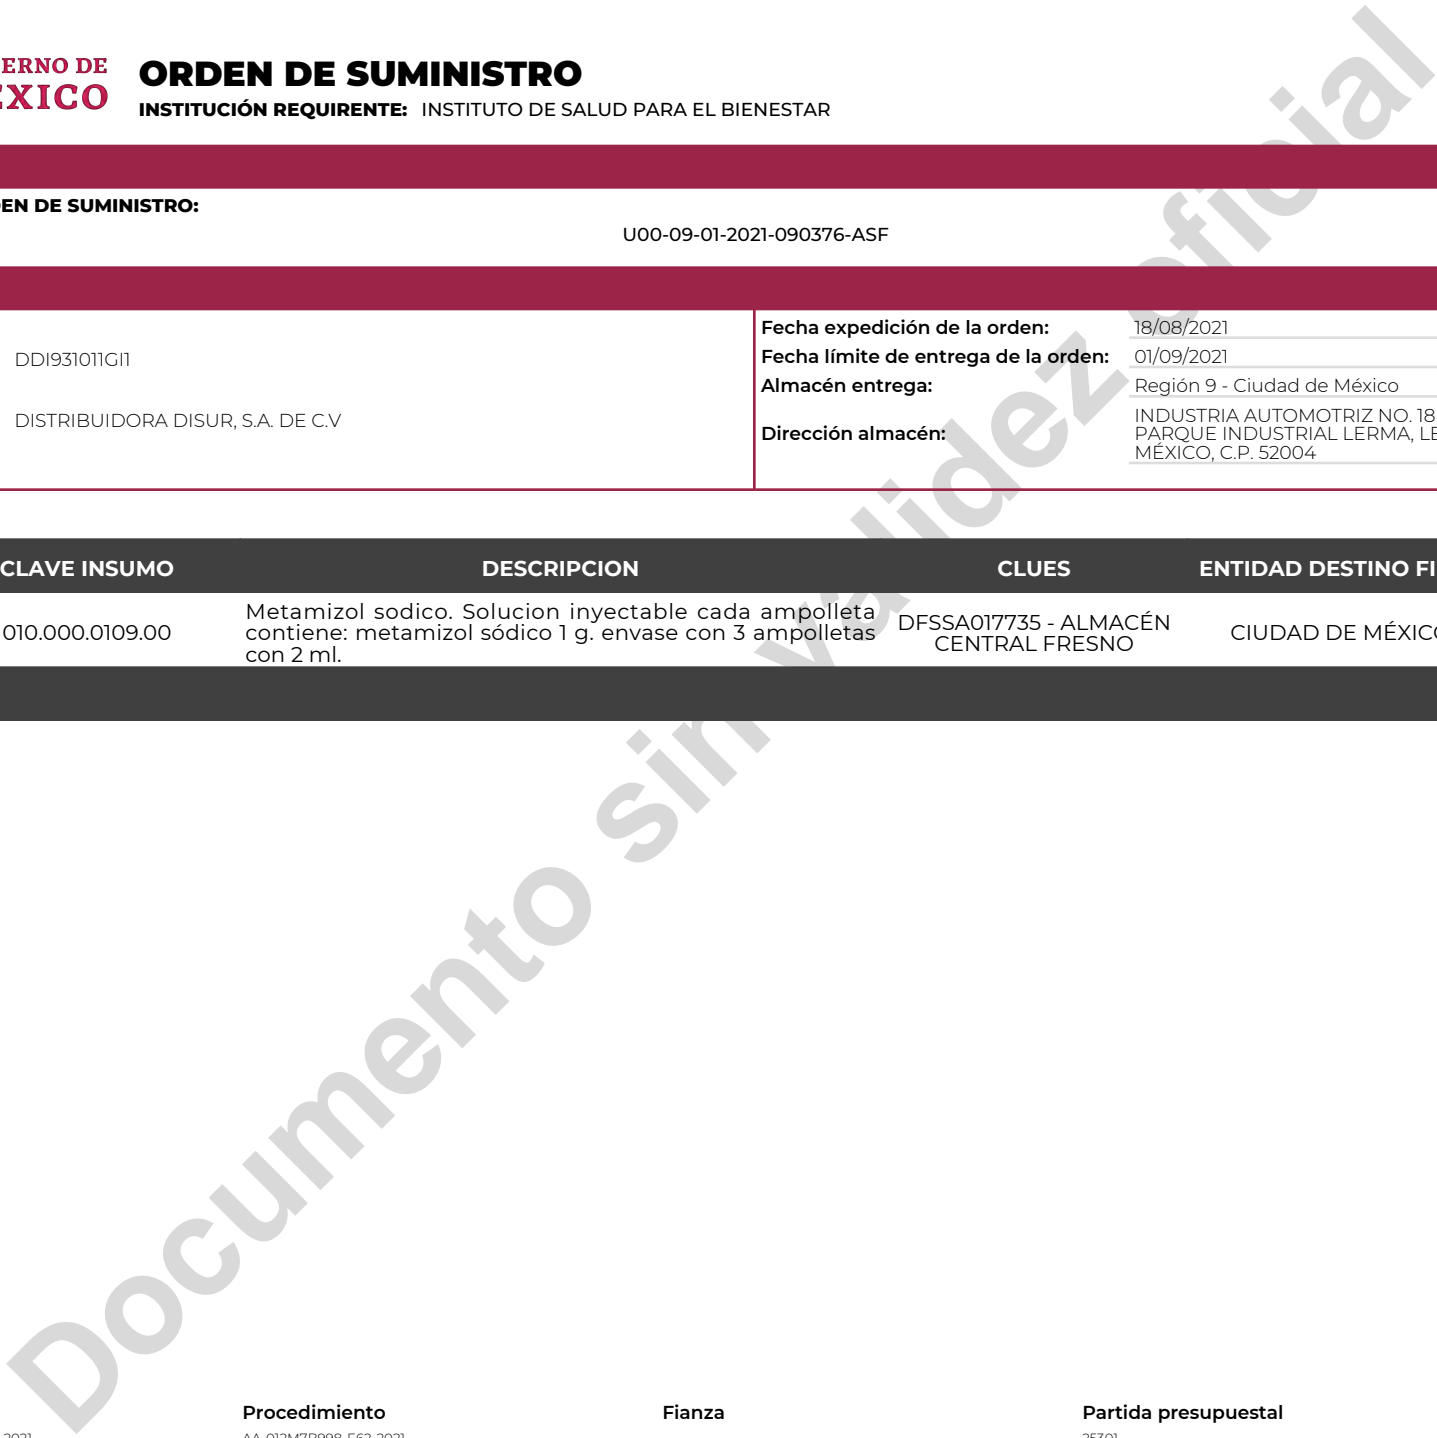 ERNO DE
ORDEN DE SUMINISTRO
INSTITUCIÓN REQUIRENTE: INSTITUTO DE SALUD PARA EL BIENESTAR
EN DE SUMINISTRO:
U00-09-01-2021-090376-ASF
DDI931011GI1
DISTRIBUIDORA DISUR, S.A. DE C.V
Fecha expedición de la orden: 18/08/2021
Fecha límite de entrega de la orden: 01/09/2021
Almacén entrega: Región 9 - Ciudad de México
Dirección almacén:
INDUSTRIA AUTOMOTRIZ NO. 18
PARQUE INDUSTRIAL LERMA, LE
MÉXICO, C.P. 52004
CLAVE INSUMO DESCRIPCION CLUES ENTIDAD DESTINO FI
010.000.0109.00
Metamizol sodico. Solucion inyectable cada ampolleta
contiene: metamizol sódico 1 g. envase con 3 ampolletas
con 2 ml.
DFSSA017735 - ALMACÉN
CENTRAL FRESNO
CIUDAD DE MÉXICO
Documento sin validez oficial
Procedimiento Fianza Partida presupuestal